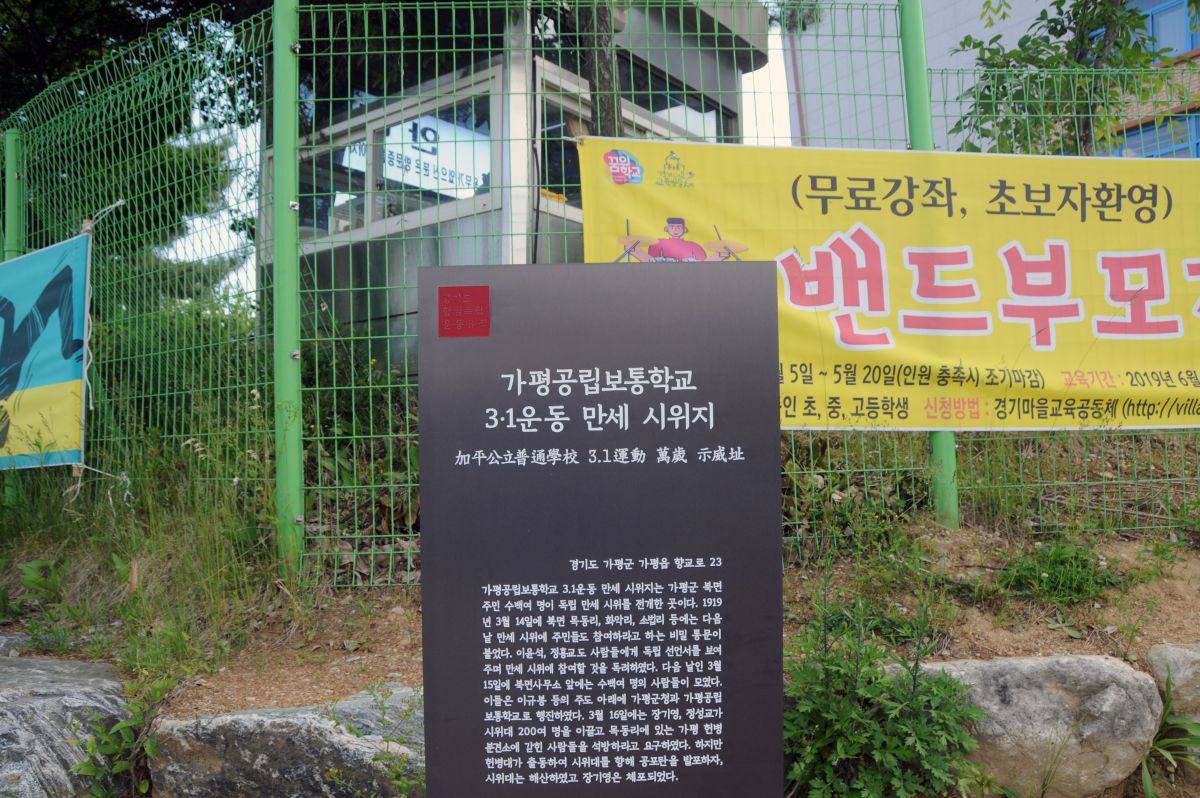 꿈의
학교
(무료강좌, 초보자환영)
밴드부모
5일 ~ 5월 20일(인원 충족시 조기마감) 교육기간 : 2019년 6월
초, 중, 고등학생 신청방법 : 경기마을교육공동체 (http://villa
가평공립보통학교
3·1운동 만세 시위지
加平公立普通學校 3.1運動 萬歲 示威址
경기도 가평군 가평읍 향교로 23
가평공립보통학교 3.1운동 만세 시위지는 가평군 북면
주민 수백여 명이 독립 만세 시위를 전개한 곳이다. 1919
년 3월 14일에 북면 목동리, 화악리, 소법리 등에는 다음
날 만세 시위에 주민들도 참여하라고 하는 비밀 통문이
붙었다. 이윤석, 정흥교도 사람들에게 독립 선언서를 보여
주며 만세 시위에 참여할 것을 독려하였다. 다음 날인 3월
15일에 북면사무소 앞에는 수백여 명의 사람들이 모였다.
이들은 이규봉 등의 주도 아래에 가평군청과 가평공립
보통학교로 행진하였다. 3월 16일에는 장기영, 정성교가
시위대 200여 명을 이끌고 목동리에 있는 가평 헌병
분견소에 갇힌 사람들을 석방하라고 요구하였다. 하지만
헌병대가 출동하여 시위대를 향해 공포탄을 발포하자,
시위대는 해산하였고 장기영은 체포되었다.